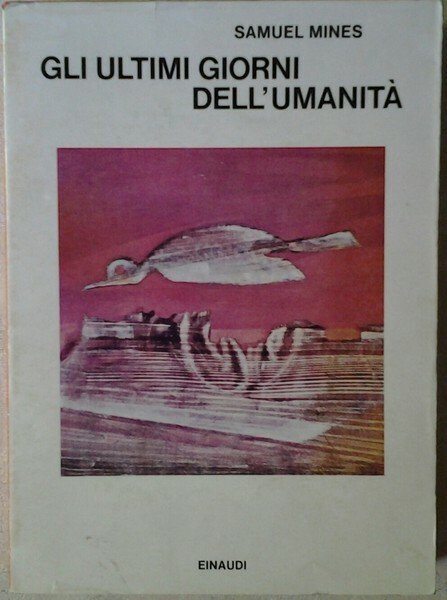 SAMUEL MINES
GLI ULTIMI GIORNI
DELL'UMANITÀ
EINAUDI